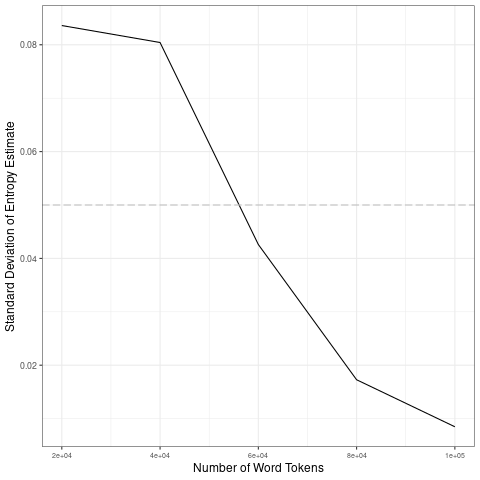 Standard Deviation of Entropy Estimate
0.08
0.06
0.04
0.02
2e+04 4e+04 6e+04 8e+04 1e+05
Number of Word Tokens